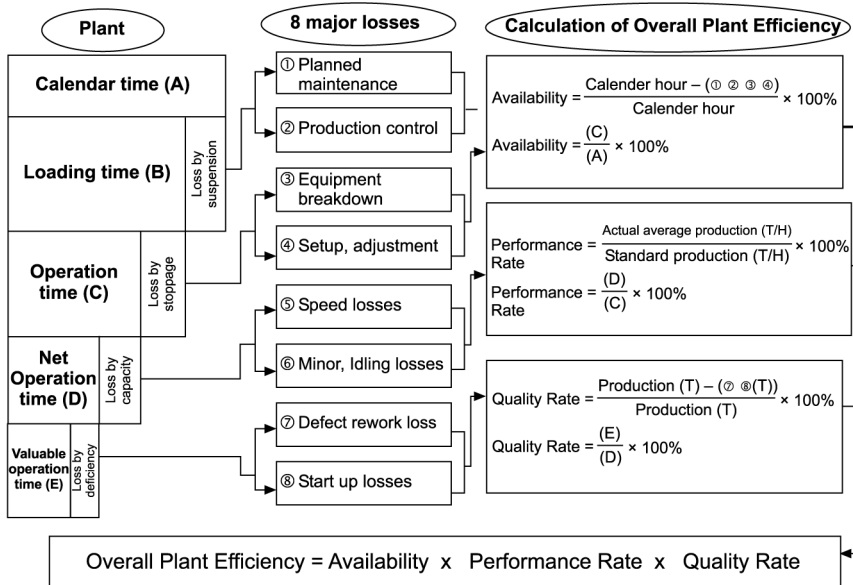 Plant
8 major losses
Calculation of Overall Plant Efficiency
Calendar time (A)
Loading time (B)
Loss by
suspension
Operation
time (C)
Loss by
stoppage
Net
Operation
time (D)
Loss by
capacity
Valuable
operation
time (E)
Loss by
deficiency
① Planned
maintenance
② Production control
③ Equipment
breakdown
④ Setup, adjustment
⑤ Speed losses
⑥ Minor, Idling losses
⑦ Defect rework loss
⑧ Start up losses
Availability = Calender hour – (① ② ③ ④) / Calender hour × 100%
Availability = (C) / (A) × 100%
Performance Rate = Actual average production (T/H) / Standard production (T/H) × 100%
Performance Rate = (D) / (C) × 100%
Quality Rate = Production (T) – (⑦ ⑧(T)) / Production (T) × 100%
Quality Rate = (E) / (D) × 100%
Overall Plant Efficiency = Availability x Performance Rate x Quality Rate